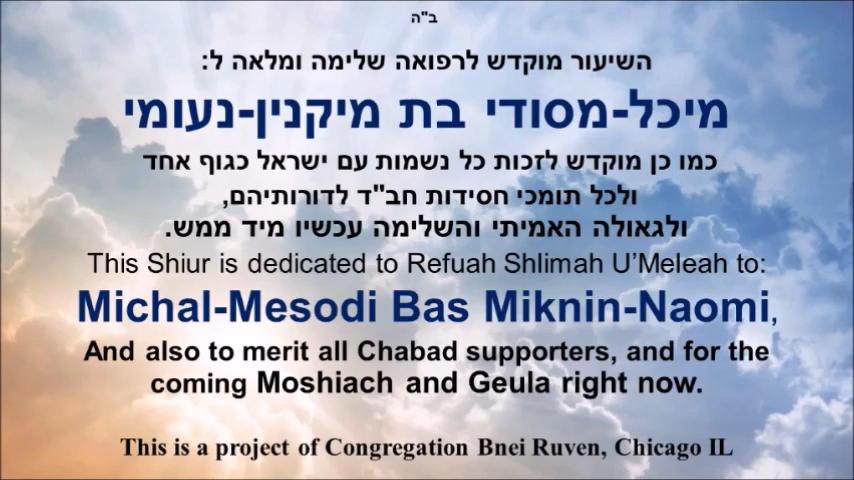 ב"ה
השיעור מוקדש לרפואה שלימה ומלאה ל:
מיכל-מסודי בת מיקנין-נעומי
כמו כן מוקדש לזכות כל נשמות עם ישראל כגוף אחד
ולכל תומכי חסידות חב"ד לדורותיהם,
ולגאולה האמיתי והשלימה עכשיו מיד ממש.
This Shiur is dedicated to Refuah Shlimah U’Meleah to:
Michal-Mesodi Bas Miknin-Naomi,
And also to merit all Chabad supporters, and for the
coming Moshiach and Geula right now.
This is a project of Congregation Bnei Ruven, Chicago IL